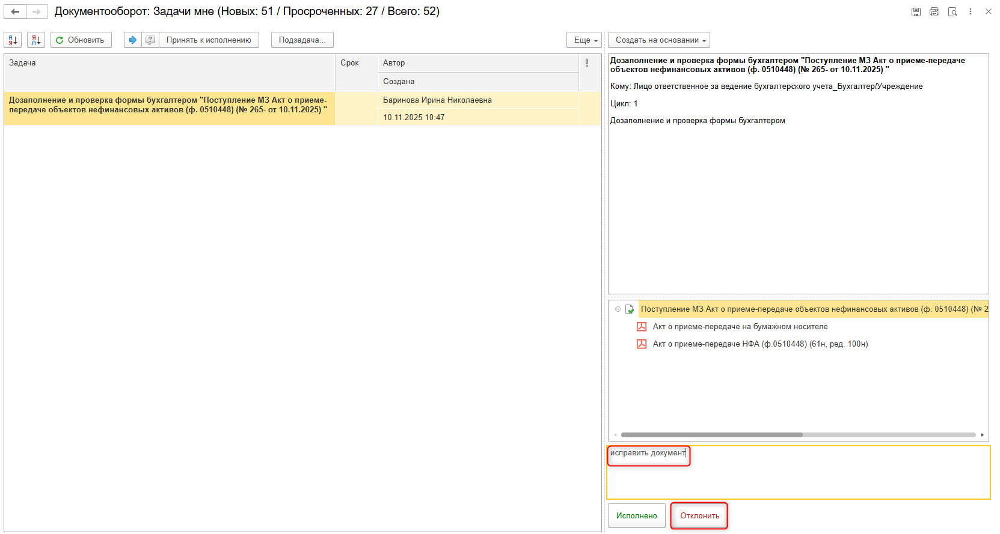 Документооборот: Задачи мне (Новых: 51 / Просроченных: 27 / Всего: 52)
Обновить
Принять к исполнению
Подзадача...
Еще
Создать на основании
Задача
Срок
Автор
Создана
Дозаполнение и проверка формы бухгалтером "Поступление МЗ Акт о приеме-
передаче объектов нефинансовых активов (ф. 0510448) (№ 265- от 10.11.2025) "
Баринова Ирина Николаевна
10.11.2025 10:47
Дозаполнение и проверка формы бухгалтером "Поступление МЗ Акт о приеме-передаче
объектов нефинансовых активов (ф. 0510448) (№ 265- от 10.11.2025) "
Кому: Лицо ответственное за ведение бухгалтерского учета_Бухгалтер/Учреждение
Цикл: 1
Дозаполнение и проверка формы бухгалтером
Поступление МЗ Акт о приеме-передаче объектов нефинансовых активов (ф. 0510448) (№ 2
Акт о приеме-передаче на бумажном носителе
Акт о приеме-передаче НФА (ф.0510448) (61н, ред. 100н)
исправить документ
Исполнено
Отклонить